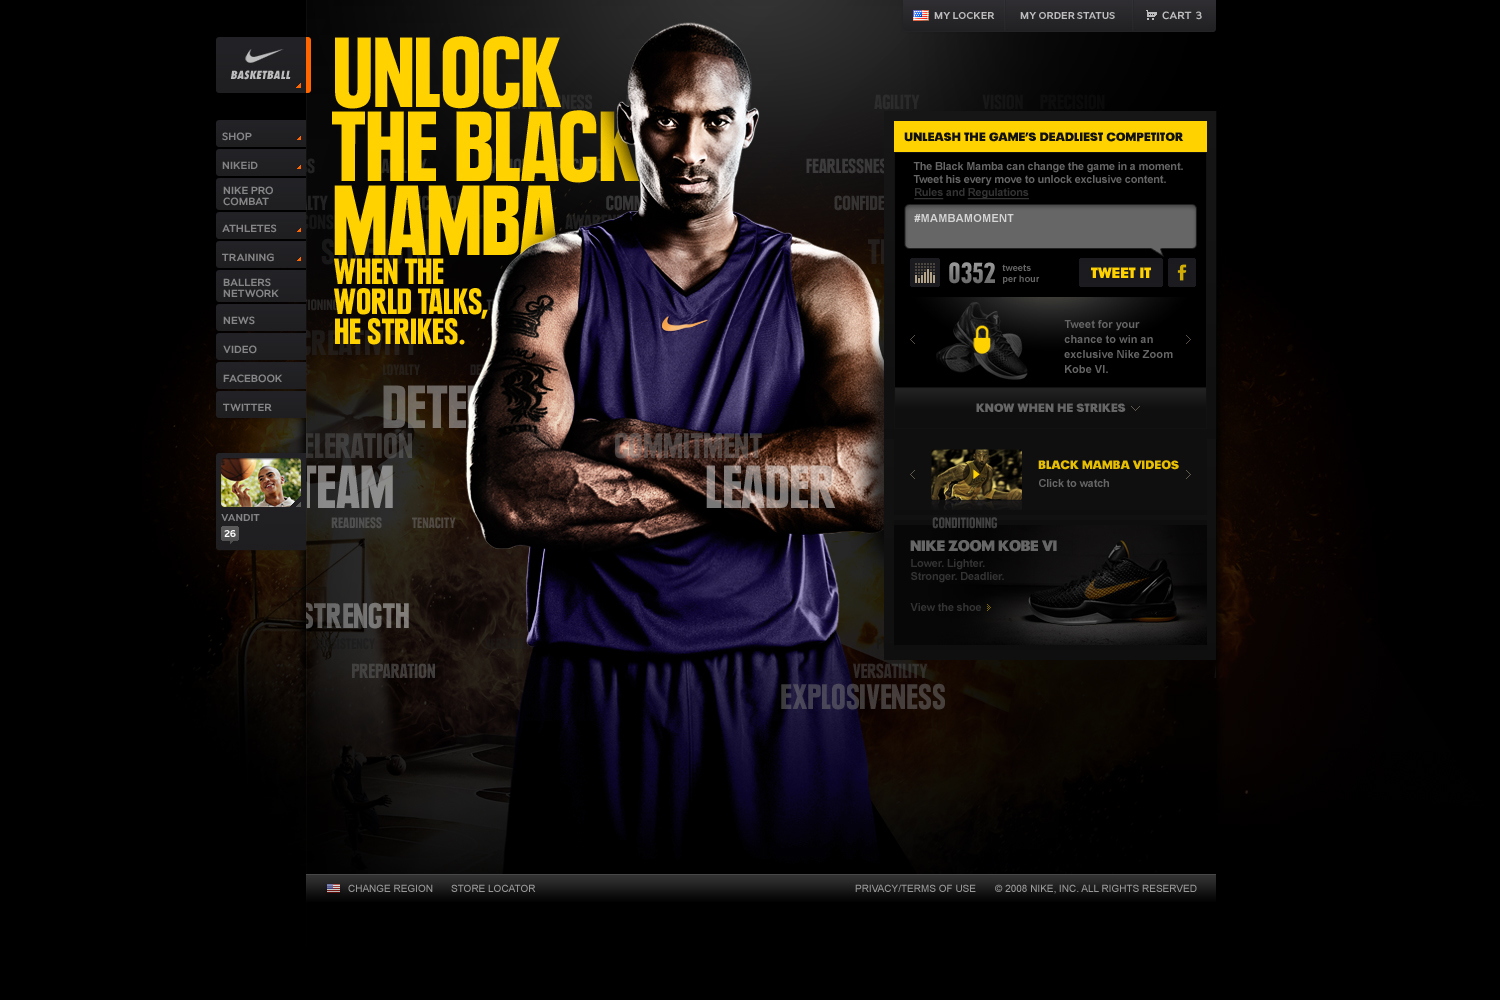 MY LOCKER
MY ORDER STATUS
CART 3
BASKETBALL
SHOP
NIKEiD
NIKE PRO
COMBAT
ATHLETES
TRAINING
BALLERS
NETWORK
NEWS
VIDEO
FACEBOOK
TWITTER
VANDIT
26
UNLOCK
THE BLACK
MAMBA
WHEN THE
WORLD TALKS,
HE STRIKES.
AGILITY
VISION
PRECISION
FEARLESSNESS
CREATIVITY
LOYALTY
COMMITMENT
LEADER
TEAM
READINESS
TENACITY
STRENGTH
PREPARATION
VERSATILITY
EXPLOSIVENESS
UNLEASH THE GAME'S DEADLIEST COMPETITOR
The Black Mamba can change the game in a moment.
Tweet his every move to unlock exclusive content.
Rules and Regulations
#MAMBAMOMENT
0352
tweets
per hour
TWEET IT
f
Tweet for your
chance to win an
exclusive Nike Zoom
Kobe VI.
KNOW WHEN HE STRIKES
BLACK MAMBA VIDEOS
Click to watch
CONDITIONING
NIKE ZOOM KOBE VI
Lower. Lighter.
Stronger. Deadlier.
View the shoe
CHANGE REGION
STORE LOCATOR
PRIVACY/TERMS OF USE
© 2008 NIKE, INC. ALL RIGHTS RESERVED